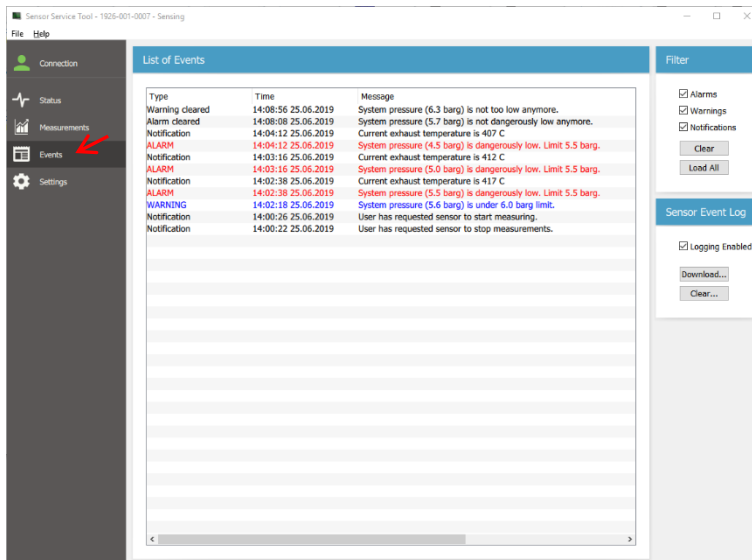 Sensor Service Tool - 1926-001-0007 - Sensing
File Help
Connection
Status
Measurements
Events
Settings
List of Events
Type Time Message
Warning cleared 14:08:56 25.06.2019 System pressure (6.3 barg) is not too low anymore.
Alarm cleared 14:08:08 25.06.2019 System pressure (5.7 barg) is not dangerously low anymore.
Notification 14:04:12 25.06.2019 Current exhaust temperature is 407 C
ALARM 14:04:12 25.06.2019 System pressure (4.5 barg) is dangerously low. Limit 5.5 barg.
Notification 14:03:16 25.06.2019 Current exhaust temperature is 412 C
ALARM 14:03:16 25.06.2019 System pressure (5.0 barg) is dangerously low. Limit 5.5 barg.
Notification 14:02:38 25.06.2019 Current exhaust temperature is 417 C
ALARM 14:02:38 25.06.2019 System pressure (5.5 barg) is dangerously low. Limit 5.5 barg.
WARNING 14:02:18 25.06.2019 System pressure (5.6 barg) is under 6.0 barg limit.
Notification 14:00:26 25.06.2019 User has requested sensor to start measuring.
Notification 14:00:22 25.06.2019 User has requested sensor to stop measurements.
Filter
Alarms
Warnings
Notifications
Clear
Load All
Sensor Event Log
Logging Enabled
Download...
Clear...